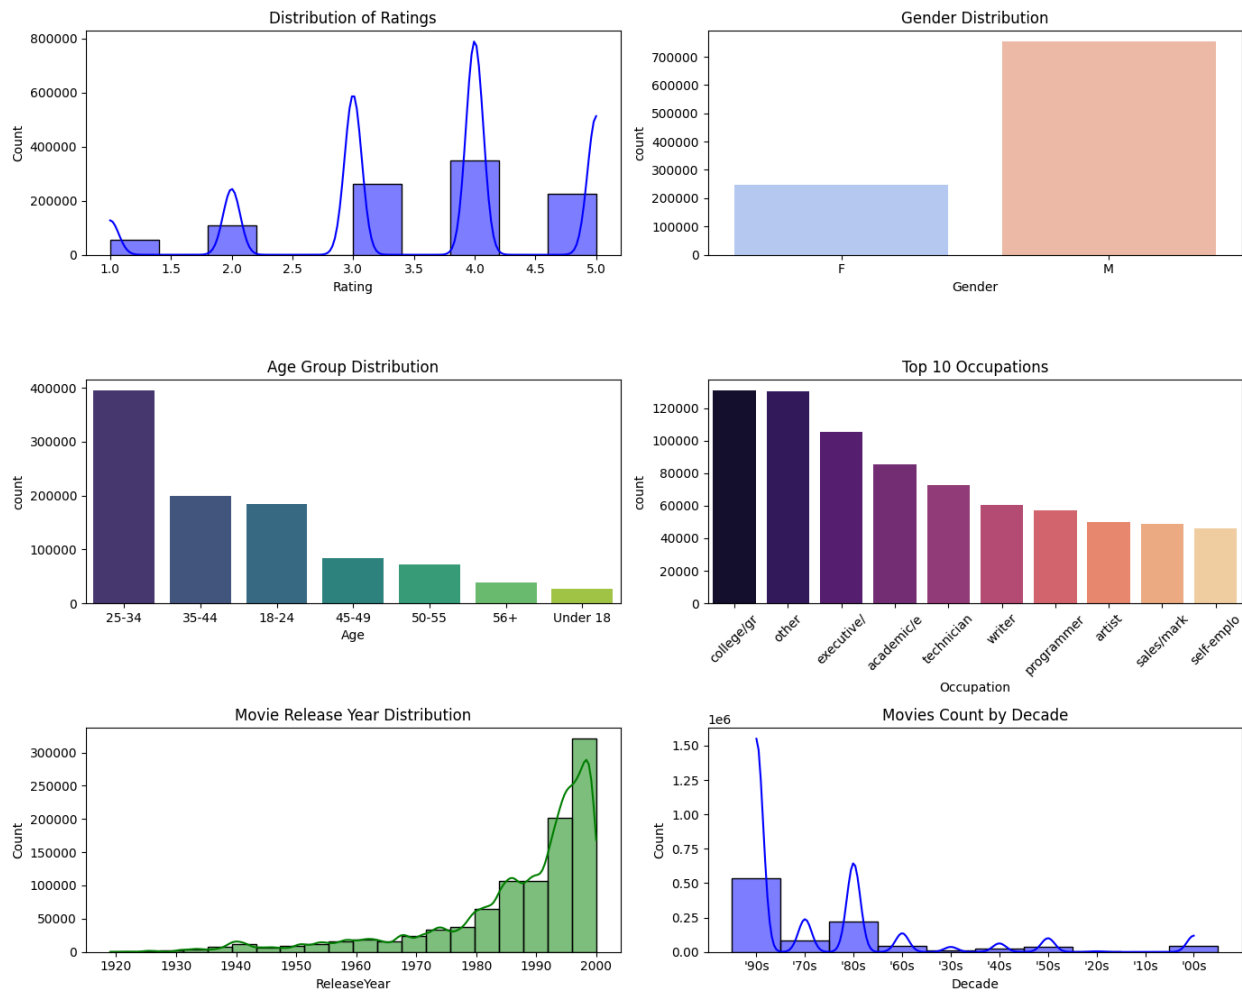 Distribution of Ratings
800000
600000
400000
200000
0
Count
1.0 1.5 2.0 2.5 3.0 3.5 4.0 4.5 5.0
Rating
Gender Distribution
700000
600000
500000
400000
300000
200000
100000
0
count
F M
Gender
Age Group Distribution
400000
300000
200000
100000
0
count
25-34 35-44 18-24 45-49 50-55 56+ Under 18
Age
Top 10 Occupations
120000
100000
80000
60000
40000
20000
0
count
college/gr other executive/ academic/e technician writer programmer artist sales/mark self-emplo
Occupation
Movie Release Year Distribution
300000
250000
200000
150000
100000
50000
0
Count
1920 1930 1940 1950 1960 1970 1980 1990 2000
ReleaseYear
Movies Count by Decade
1e6
1.50
1.25
1.00
0.75
0.50
0.25
0.00
Count
'90s '70s '80s '60s '30s '40s '50s '20s '10s '00s
Decade